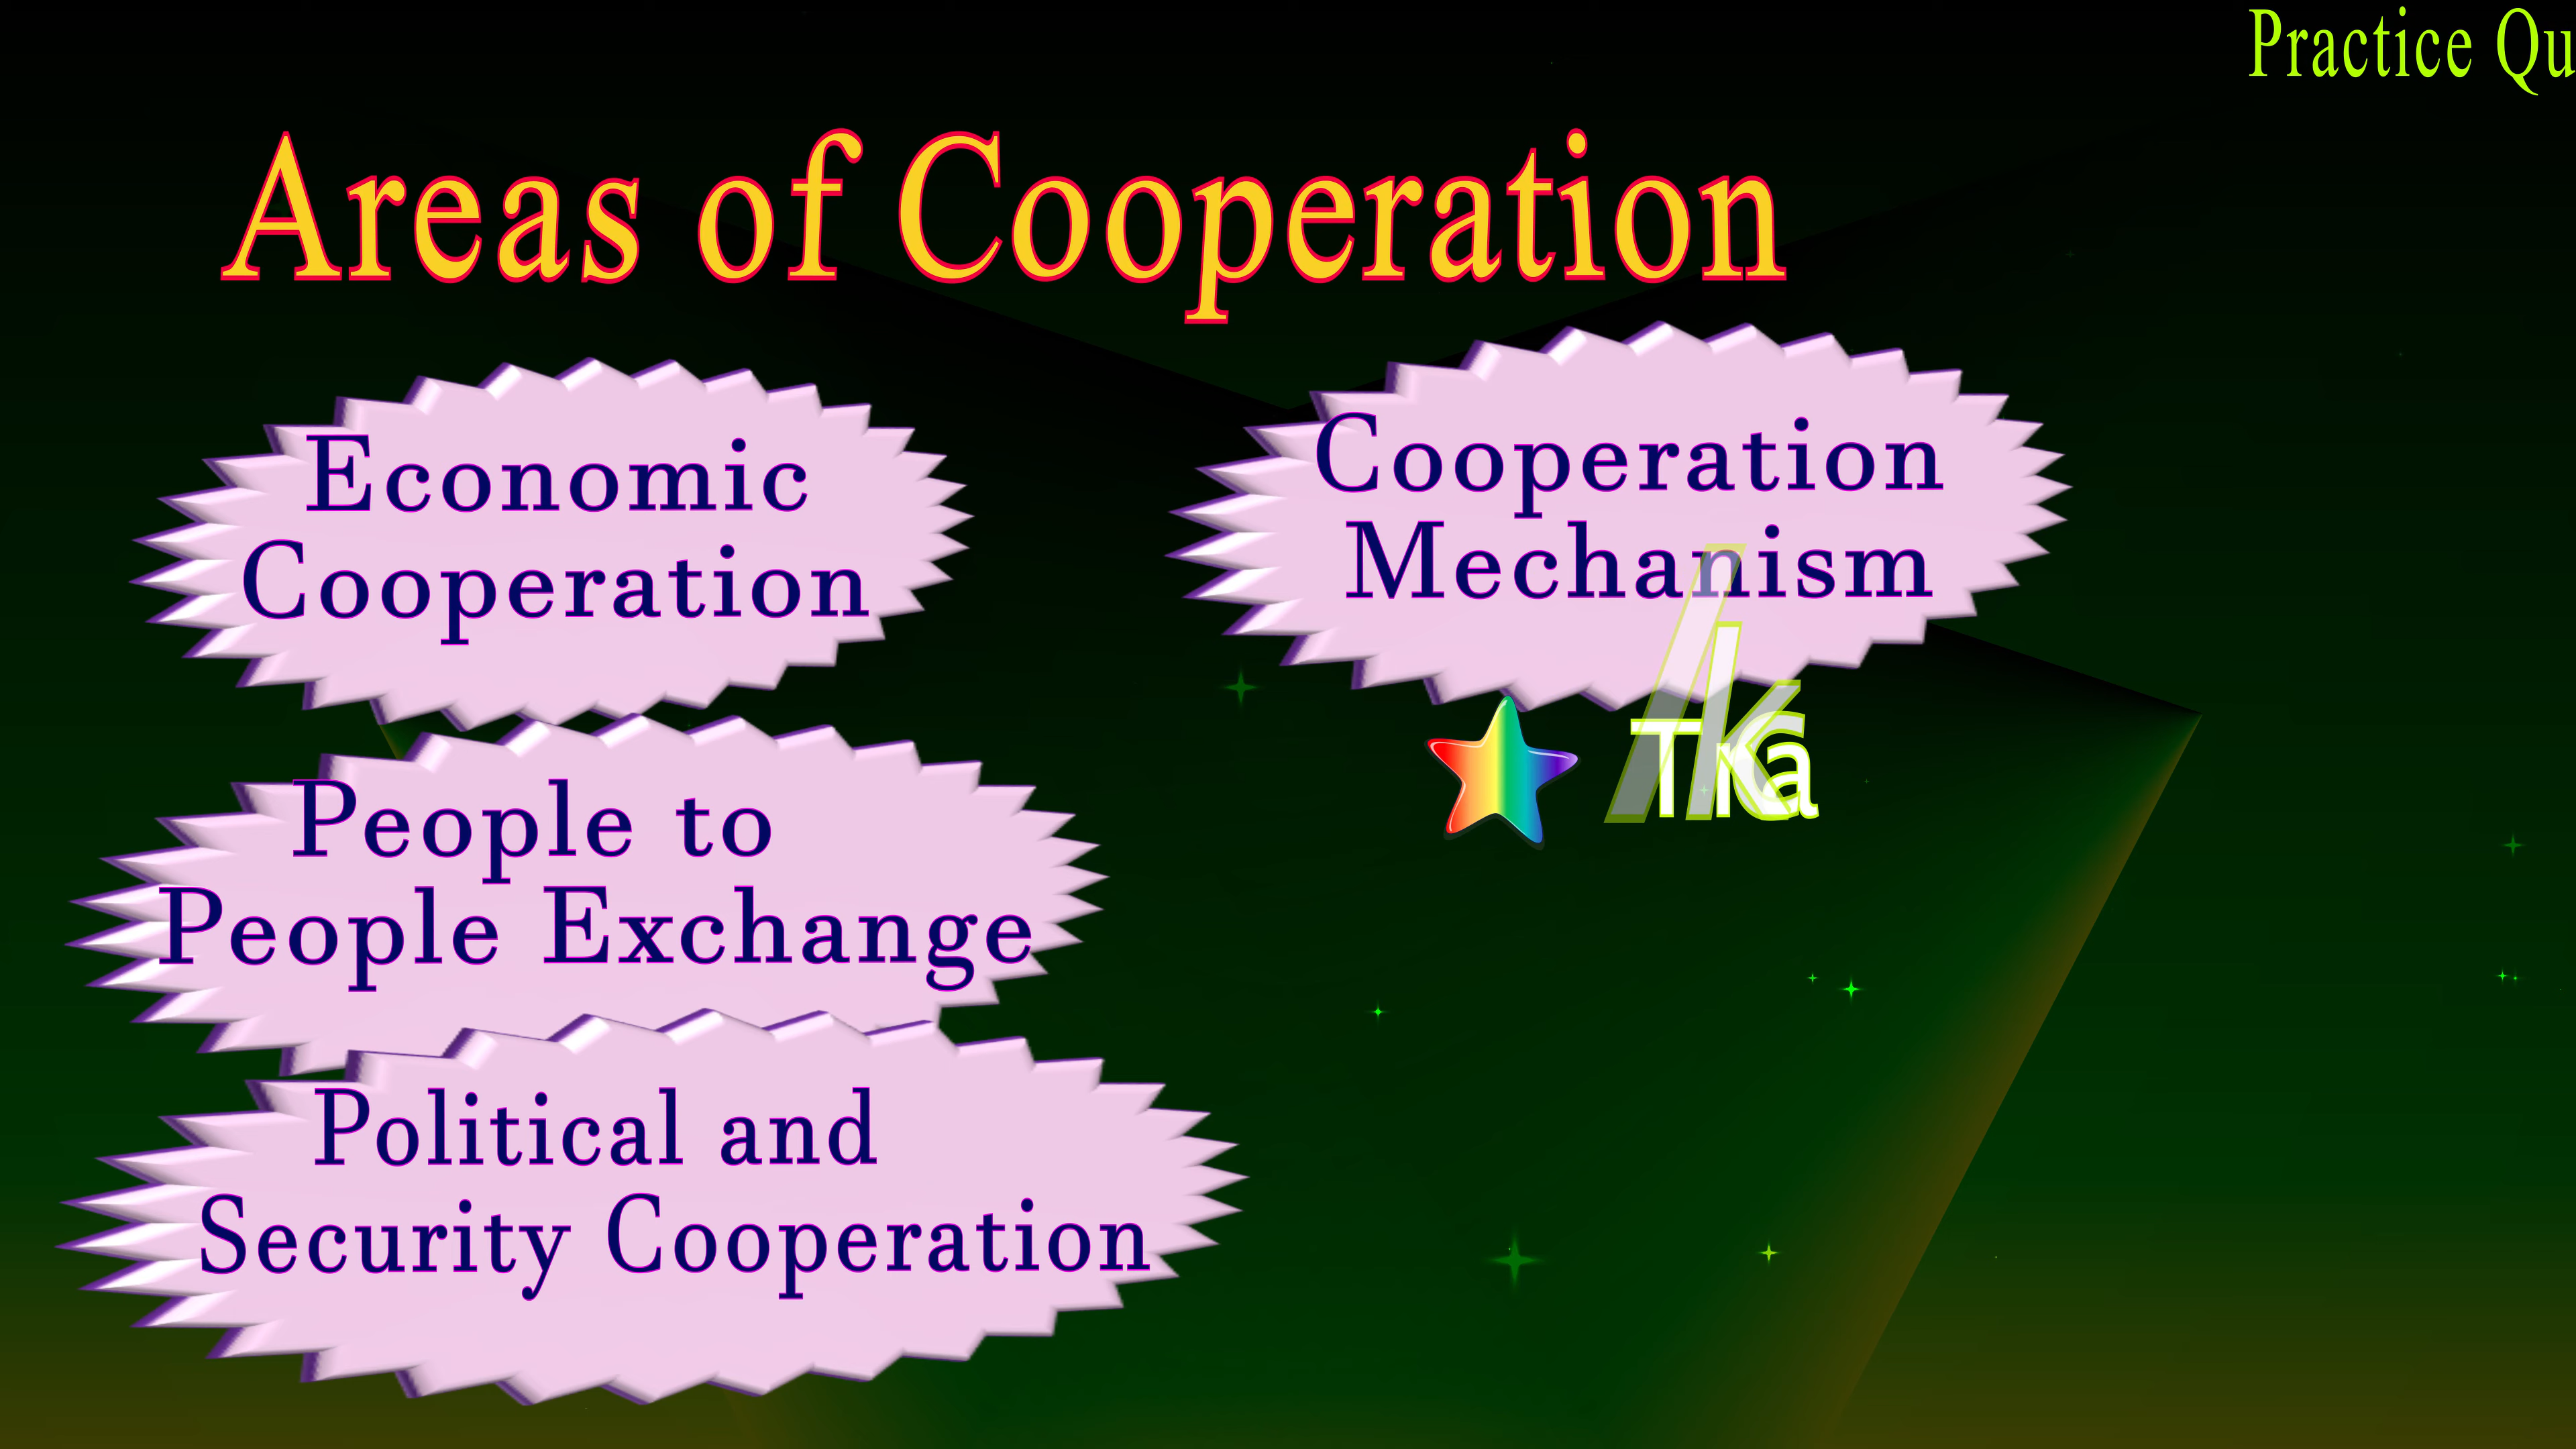 Practice Qu
Areas of Cooperation
Economic
Cooperation
Cooperation
Mechanism
People to
People Exchange
Political and
Security Cooperation